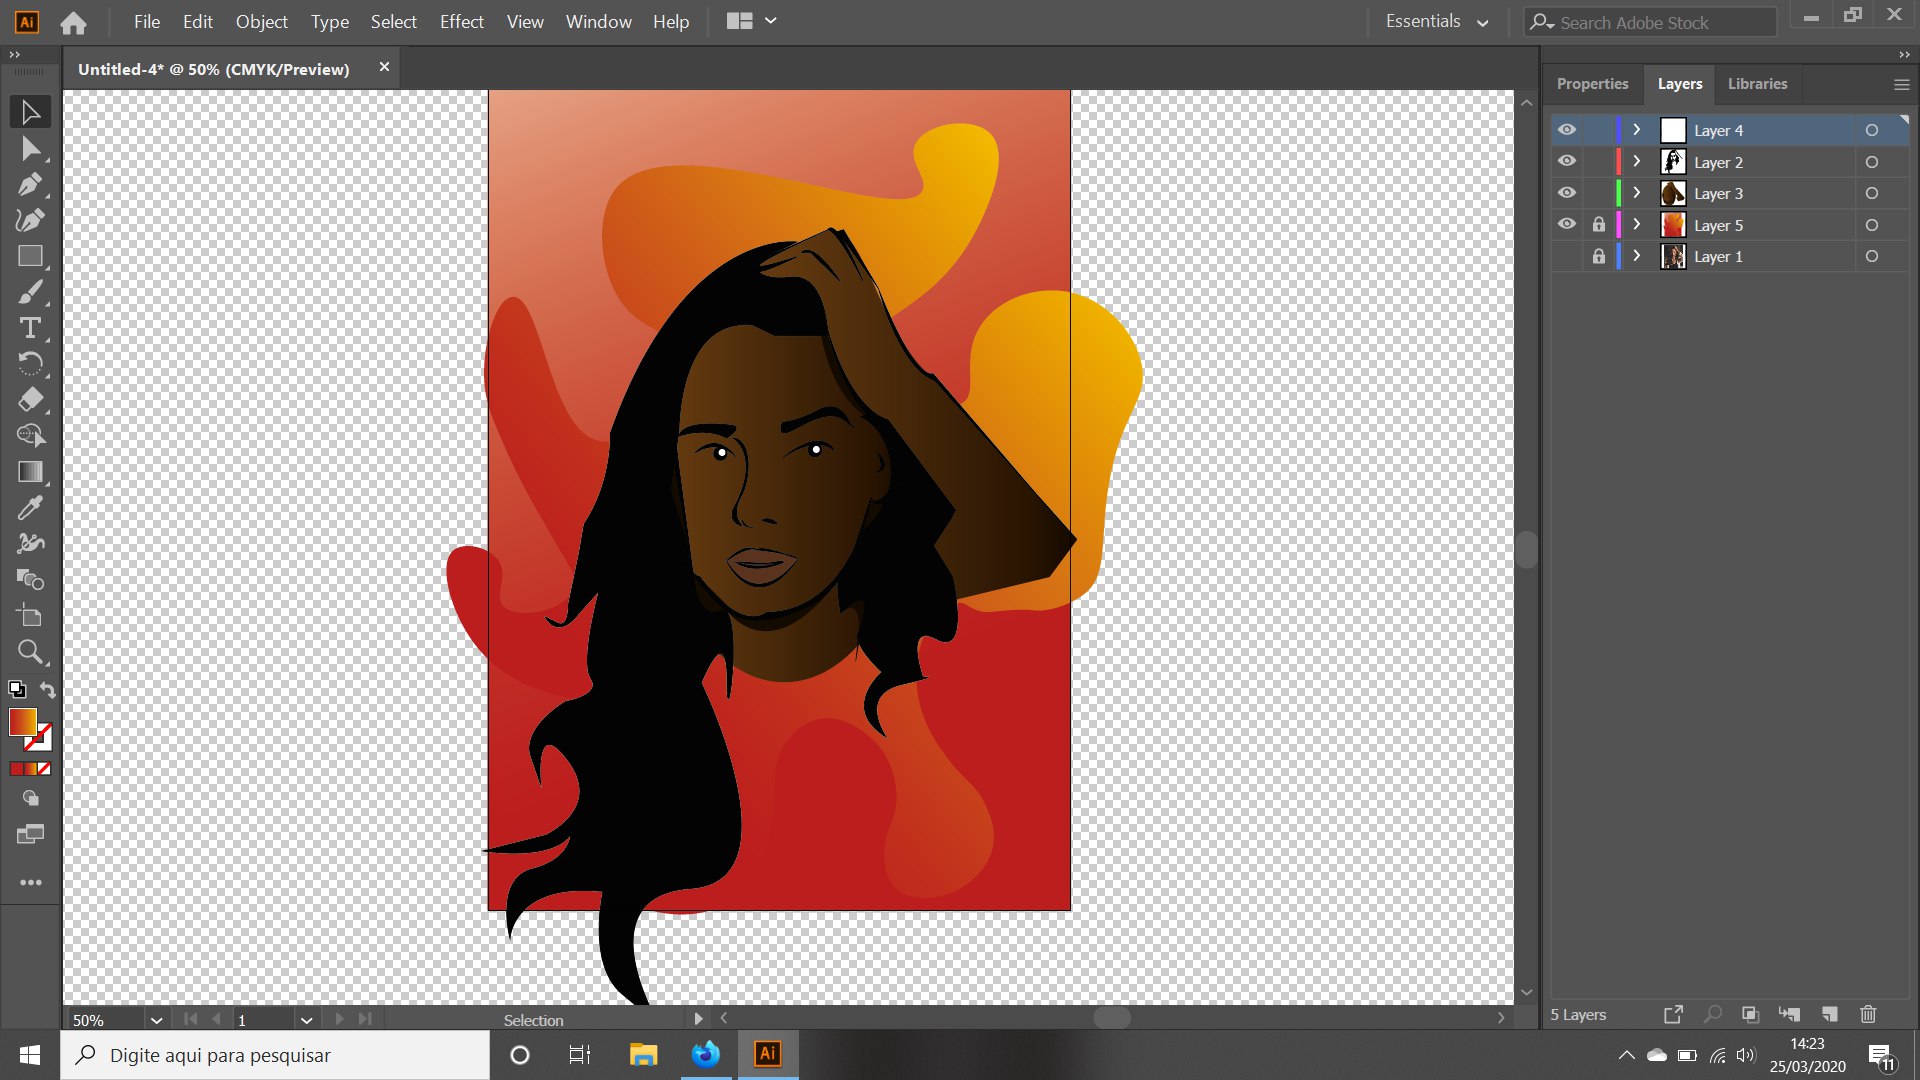 Ai File Edit Object Type Select Effect View Window Help Essentials Search Adobe Stock
Untitled-4* @ 50% (CMYK/Preview)
Properties Layers Libraries
Layer 4
Layer 2
Layer 3
Layer 5
Layer 1
T
50% 1 Selection
5 Layers
Digite aqui para pesquisar
Ai
14:23
25/03/2020
11